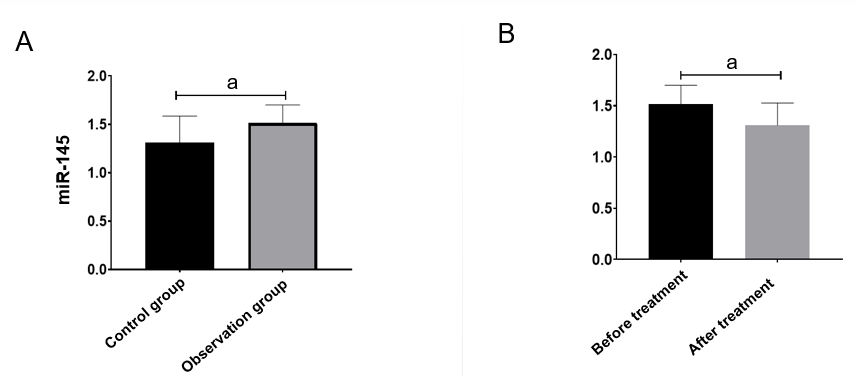 A
miR-145
2.0
1.5
1.0
0.5
0.0
a
Control group
Observation group
B
2.0
1.5
1.0
0.5
0.0
a
Before treatment
After treatment